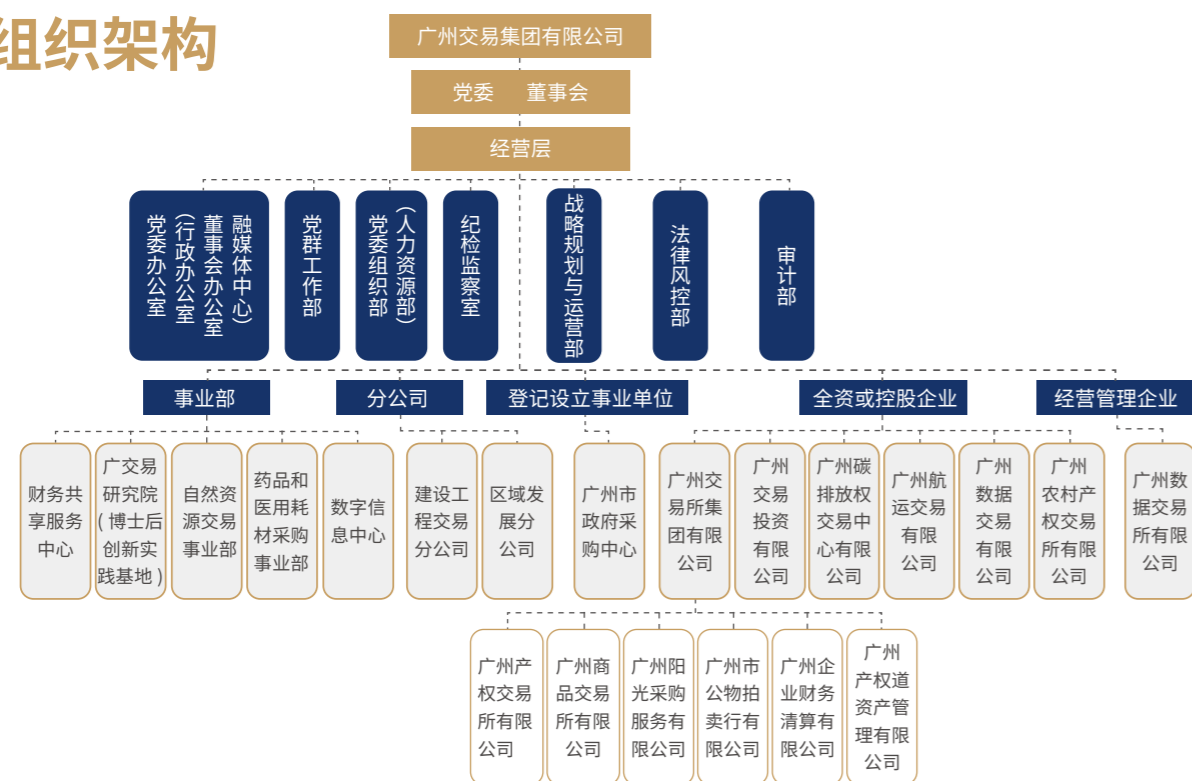 组织架构
广州交易集团有限公司
党委 董事会
经营层
党委办公室
（行政办公室
董事会办公室
融媒体中心）
党群工作部
党委组织部
（人力资源部）
纪检监察室
战略规划与运营部
法律风控部
审计部
事业部
分公司
登记设立事业单位
全资或控股企业
经营管理企业
财务共
享服务
中心
广交易
研究院
( 博士后
创新实
践基地 )
自然资
源交易
事业部
药品和
医用耗
材采购
事业部
数字信
息中心
建设工
程交易
分公司
区域发
展分
公司
广州市
政府采
购中心
广州交
易所集
团有限
公司
广州
交易
投资
有限
公司
广州碳
排放权
交易中
心有限
公司
广州航
运交易
有限
公司
广州
数据
交易
有限
公司
广州
农村产
权交易
所有限
公司
广州数
据交易
所有限
公司
广州产
权交易
所有限
公司
广州商
品交易
所有限
公司
广州阳
光采购
服务有
限公司
广州市
公物拍
卖行有
限公司
广州企
业财务
清算有
限公司
广州
产权道
资产管
理有限
公司